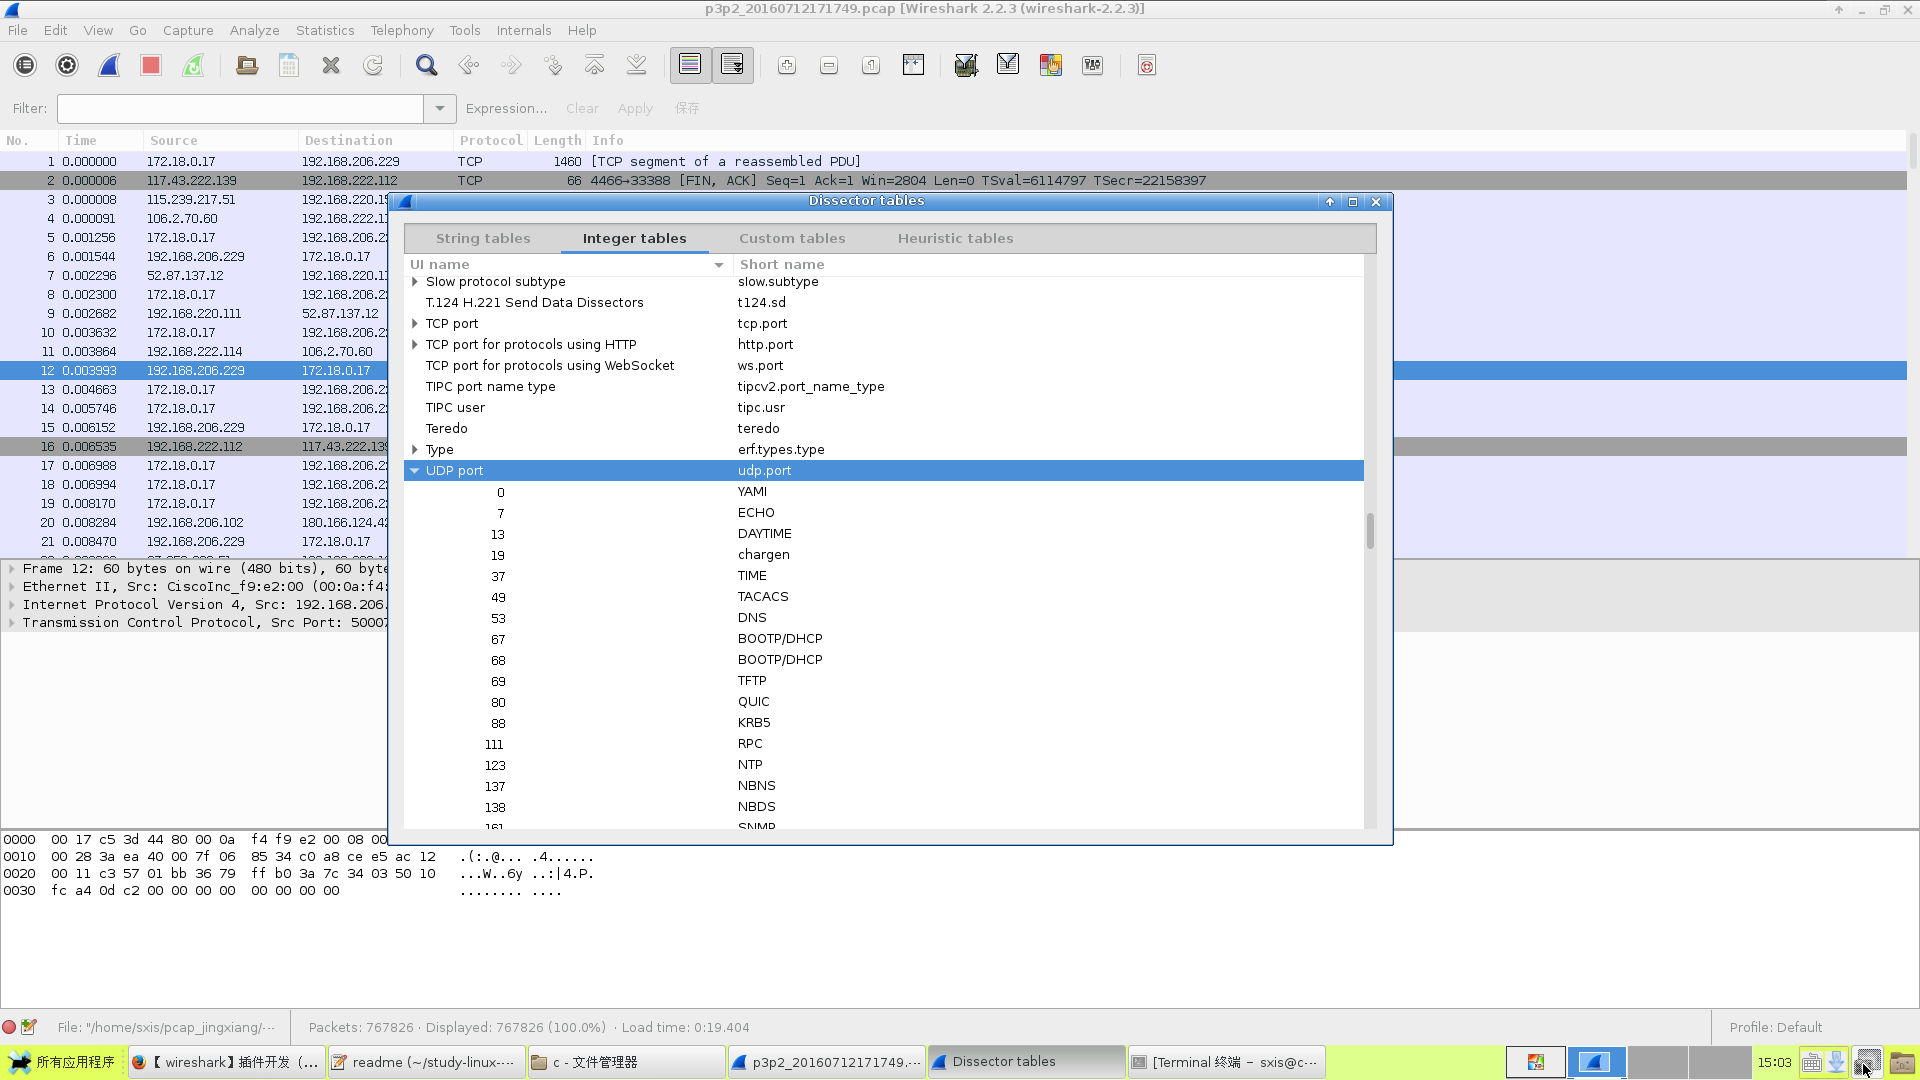 p3p2_20160712171749.pcap [Wireshark 2.2.3 (wireshark-2.2.3)]
File Edit View Go Capture Analyze Statistics Telephony Tools Internals Help
Filter: Expression... Clear Apply 保存
No. Time Source Destination Protocol Length Info
1 0.000000 172.18.0.17 192.168.206.229 TCP 1460 [TCP segment of a reassembled PDU]
2 0.000006 117.43.222.139 192.168.222.112 TCP 66 4466→33388 [FIN, ACK] Seq=1 Ack=1 Win=2804 Len=0 TSval=6114797 TSecr=22158397
3 0.000008 115.239.217.51 192.168.220.1
4 0.000091 106.2.70.60 192.168.222.1
5 0.001256 172.18.0.17 192.168.206.2
6 0.001544 192.168.206.229 172.18.0.17
7 0.002296 52.87.137.12 192.168.220.1
8 0.002300 172.18.0.17 192.168.206.2
9 0.002682 192.168.220.111 52.87.137.12
10 0.003632 172.18.0.17 192.168.206.2
11 0.003864 192.168.222.114 106.2.70.60
12 0.003993 192.168.206.229 172.18.0.17
13 0.004663 172.18.0.17 192.168.206.2
14 0.005746 172.18.0.17 192.168.206.2
15 0.006152 192.168.206.229 172.18.0.17
16 0.006535 192.168.222.112 117.43.222.139
17 0.006988 172.18.0.17 192.168.206.2
18 0.006994 172.18.0.17 192.168.206.2
19 0.008170 172.18.0.17 192.168.206.2
20 0.008284 192.168.206.102 180.166.124.42
21 0.008470 192.168.206.229 172.18.0.17
Dissector tables
String tables Integer tables Custom tables Heuristic tables
UI name Short name
Slow protocol subtype slow.subtype
T.124 H.221 Send Data Dissectors t124.sd
TCP port tcp.port
TCP port for protocols using HTTP http.port
TCP port for protocols using WebSocket ws.port
TIPC port name type tipcv2.port_name_type
TIPC user tipc.usr
Teredo teredo
Type erf.types.type
UDP port udp.port
0 YAMI
7 ECHO
13 DAYTIME
19 chargen
37 TIME
49 TACACS
53 DNS
67 BOOTP/DHCP
68 BOOTP/DHCP
69 TFTP
80 QUIC
88 KRB5
111 RPC
123 NTP
137 NBNS
138 NBDS
161 SNMP
Frame 12: 60 bytes on wire (480 bits), 60 byte
Ethernet II, Src: CiscoInc_f9:e2:00 (00:0a:f4:
Internet Protocol Version 4, Src: 192.168.206.
Transmission Control Protocol, Src Port: 50007
0000 00 17 c5 3d 44 80 00 0a f4 f9 e2 00 08 00
0010 00 28 3a ea 40 00 7f 06 85 34 c0 a8 ce e5 ac 12 .(:.@... .4......
0020 00 11 c3 57 01 bb 36 79 ff b0 3a 7c 34 03 50 10 ...W..6y ..:|4.P.
0030 fc a4 0d c2 00 00 00 00 00 00 00 00 ........ ....
File: "/home/sxis/pcap_jingxiang/··· Packets: 767826 · Displayed: 767826 (100.0%) · Load time: 0:19.404 Profile: Default
所有应用程序 【 wireshark】插件开发（... readme (~/study-linux-··· c - 文件管理器 p3p2_20160712171749.··· Dissector tables [Terminal 终端 − sxis@c··· 15:03